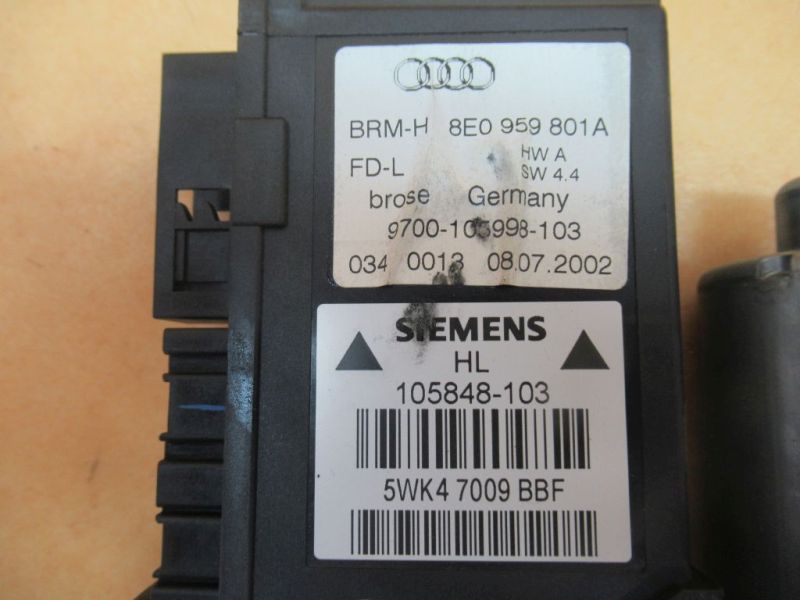 BRM-H 8E0 959 801A
FD-L HW A
SW 4.4
brose Germany
9700-105998-103
034 0013 08.07.2002
SIEMENS
HL
105848-103
5WK4 7009 BBF